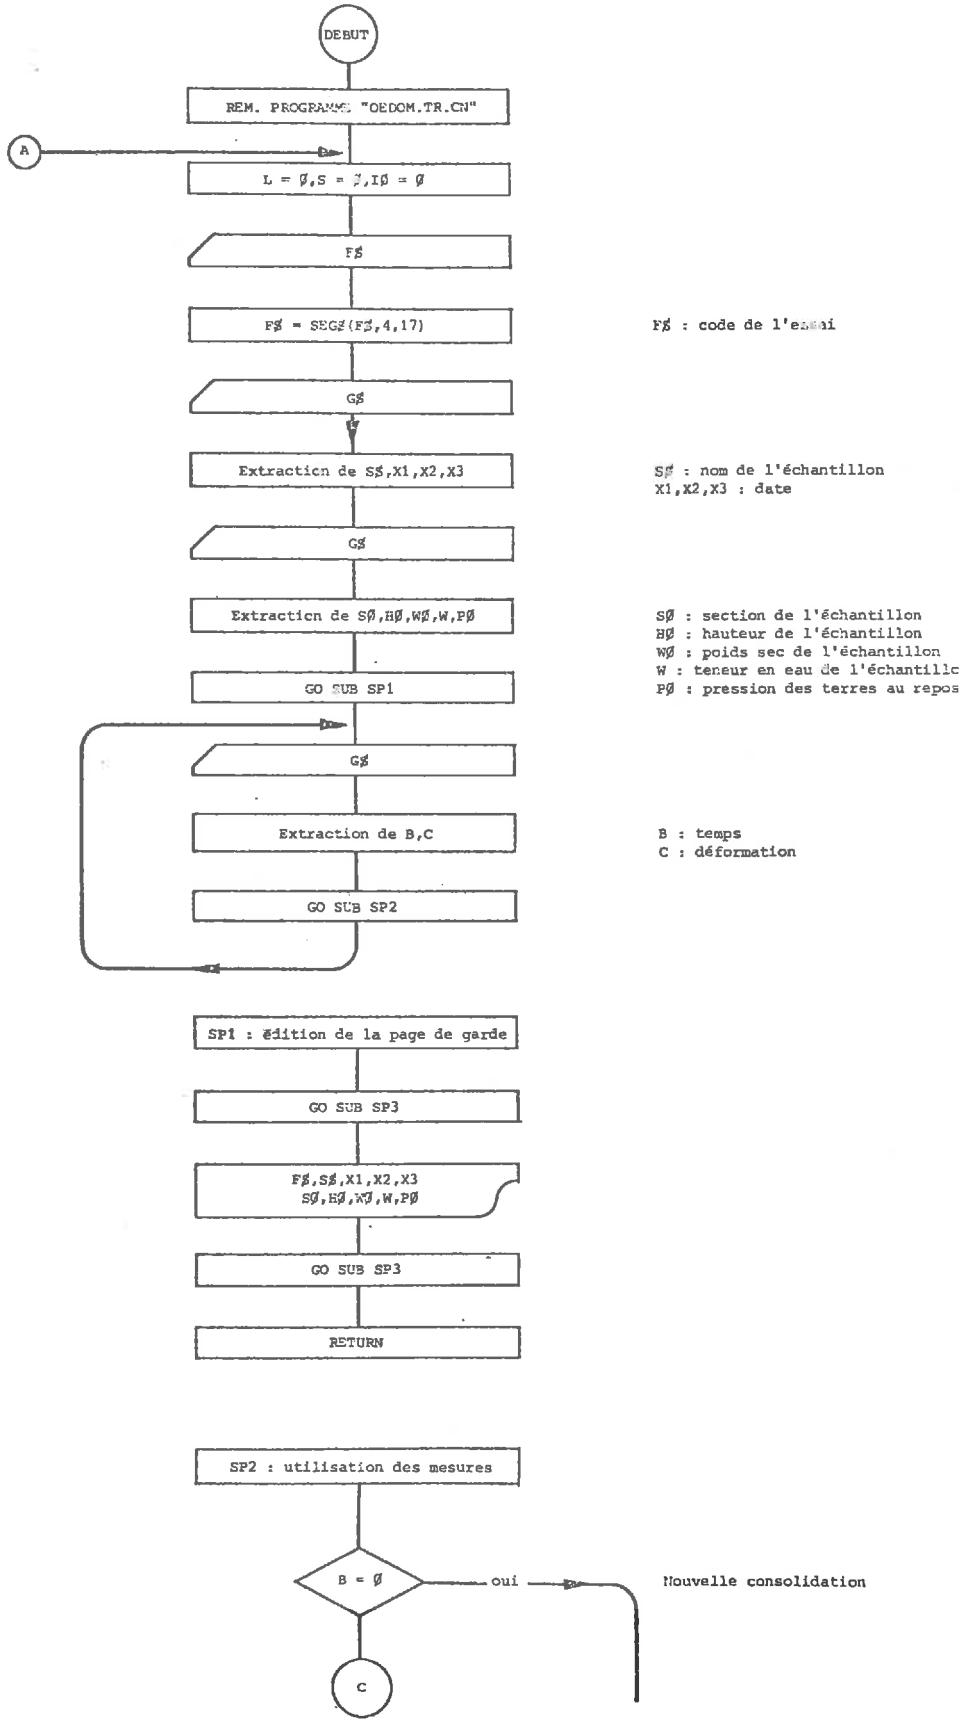 DEBUT
REM. PROGRAMME "OEDOM.TR.CN"
A
L = Ø,S = Ø,IØ = Ø
F$
F$ = SEG$(F$,4,17)
F$ : code de l'essai
G$
Extraction de S$,X1,X2,X3
S$ : nom de l'échantillon
X1,X2,X3 : date
G$
Extraction de SØ,HØ,WØ,W,PØ
SØ : section de l'échantillon
HØ : hauteur de l'échantillon
WØ : poids sec de l'échantillon
W : teneur en eau de l'échantillo
PØ : pression des terres au repos
GO SUB SP1
G$
Extraction de B,C
B : temps
C : déformation
GO SUB SP2
SP1 : édition de la page de garde
GO SUB SP3
F$,S$,X1,X2,X3
SØ,HØ,WØ,W,PØ
GO SUB SP3
RETURN
SP2 : utilisation des mesures
B = Ø
oui
Nouvelle consolidation
C